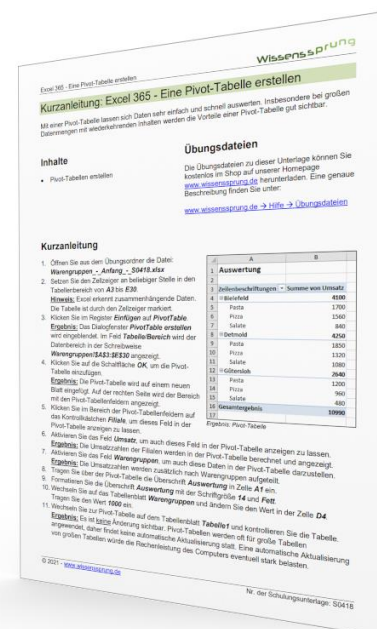 Wissenssprung
Excel 365 - Eine Pivot-Tabelle erstellen
Kurzanleitung: Excel 365 - Eine Pivot-Tabelle erstellen
Mit einer Pivot-Tabelle lassen sich Daten sehr einfach und schnell auswerten. Insbesondere bei großen
Datenmengen mit wiederkehrenden Inhalten werden die Vorteile einer Pivot-Tabelle gut sichtbar.
Inhalte
• Pivot-Tabellen erstellen
Übungsdateien
Die Übungsdateien zu dieser Unterlage können Sie
kostenlos im Shop auf unserer Homepage
www.wissenssprung.de herunterladen. Eine genaue
Beschreibung finden Sie unter:
www.wissenssprung.de → Hilfe → Übungsdateien
Kurzanleitung
1. Öffnen Sie aus dem Übungsordner die Datei:
Warengruppen_-_Anfang_-_S0418.xlsx
2. Setzen Sie den Zellzeiger an beliebiger Stelle in den
Tabellenbereich von A3 bis E30.
Hinweis: Excel erkennt zusammenhängende Daten.
Die Tabelle ist durch den Zellzeiger markiert.
3. Klicken Sie im Register Einfügen auf PivotTable.
Ergebnis: Das Dialogfenster PivotTable erstellen
wird eingeblendet. Im Feld Tabelle/Bereich wird der
Datenbereich in der Schreibweise
Warengruppen!$A$3:$E$30 angezeigt.
4. Klicken Sie auf die Schaltfläche OK, um die Pivot-
Tabelle einzufügen.
Ergebnis: Die Pivot-Tabelle wird auf einem neuen
Blatt eingefügt. Auf der rechten Seite wird der Bereich
mit den Pivot-Tabellenfeldern angezeigt.
5. Klicken Sie im Bereich der Pivot-Tabellenfeldern auf
das Kontrollkästchen Filiale, um dieses Feld in der
Pivot-Tabelle anzeigen zu lassen.
6. Aktivieren Sie das Feld Umsatz, um auch dieses Feld in der Pivot-Tabelle anzeigen zu lassen.
Ergebnis: Die Umsatzzahlen der Filialen werden in der Pivot-Tabelle berechnet und angezeigt.
7. Aktivieren Sie das Feld Warengruppen, um auch diese Daten in der Pivot-Tabelle darzustellen.
Ergebnis: Die Umsatzzahlen werden zusätzlich nach Warengruppen aufgeteilt.
8. Tragen Sie über der Pivot-Tabelle die Überschrift Auswertung in Zelle A1 ein.
9. Formatieren Sie die Überschrift Auswertung mit der Schriftgröße 14 und Fett.
10. Wechseln Sie auf das Tabellenblatt Warengruppen und ändern Sie den Wert in der Zelle D4.
Tragen Sie den Wert 1000 ein.
11. Wechseln Sie zur Pivot-Tabelle auf dem Tabellenblatt Tabelle1 und kontrollieren Sie die Tabelle.
Ergebnis: Es ist keine Änderung sichtbar. Pivot-Tabellen werden oft für große Tabellen
angewendet, daher findet keine automatische Aktualisierung statt. Eine automatische Aktualisierung
von großen Tabellen würde die Rechenleistung des Computers eventuell stark belasten.
A B
1 Auswertung
2
3 Zeilenbeschriftungen Summe von Umsatz
4 Bielefeld 4100
5 Pasta 1700
6 Pizza 1560
7 Salate 840
8 Detmold 4250
9 Pasta 1850
10 Pizza 1320
11 Salate 1080
12 Gütersloh 2640
13 Pasta 1200
14 Pizza 960
15 Salate 480
16 Gesamtergebnis 10990
17
Ergebnis: Pivot-Tabelle
© 2021 - www.wissenssprung.de
Nr. der Schulungsunterlage: S0418